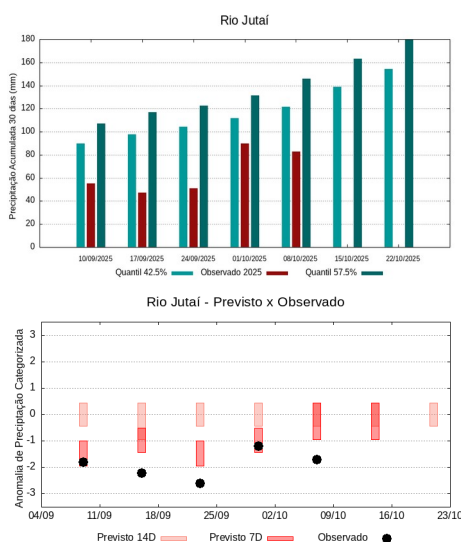 Rio Jutaí
Precipitação Acumulada 30 dias (mm)
180
160
140
120
100
80
60
40
20
0
10/09/2025 17/09/2025 24/09/2025 01/10/2025 08/10/2025 15/10/2025 22/10/2025
Quantil 42.5% Observado 2025 Quantil 57.5%
Rio Jutaí - Previsto x Observado
Anomalia de Precipitação Categorizada
3
2
1
0
-1
-2
-3
04/09 11/09 18/09 25/09 02/10 09/10 16/10 23/10
Previsto 14D Previsto 7D Observado